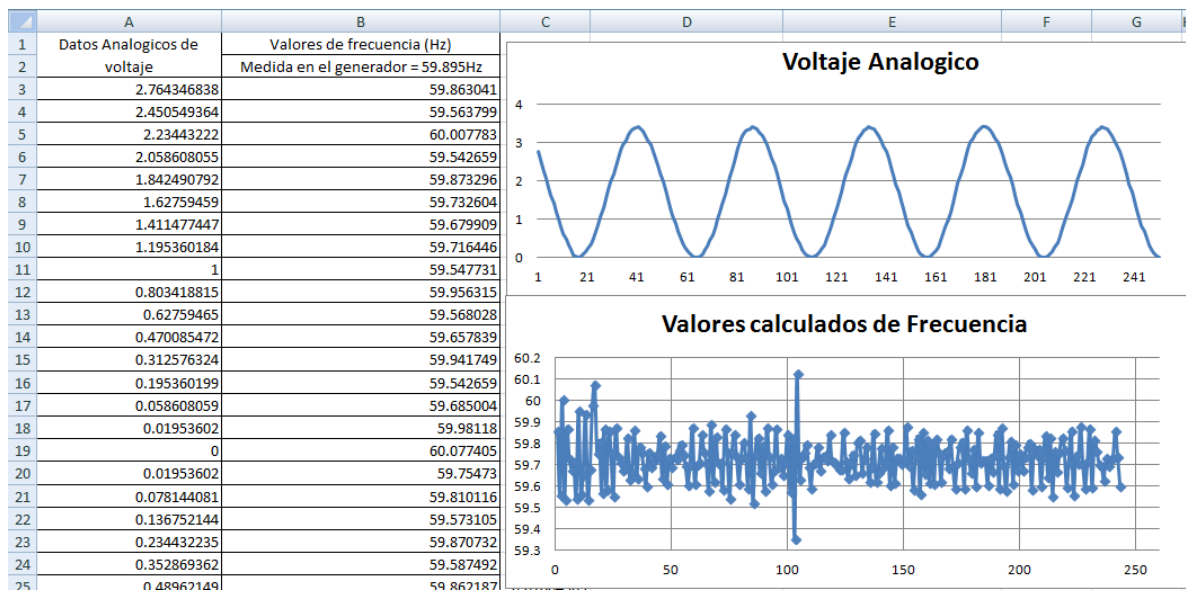 A B C D E F G
1 Datos Analogicos de Valores de frecuencia (Hz)
2 voltaje Medida en el generador = 59.895Hz
3 2.764346838 59.863041
4 2.450549364 59.563799
5 2.23443222 60.007783
6 2.058608055 59.542659
7 1.842490792 59.873296
8 1.62759459 59.732604
9 1.411477447 59.679909
10 1.195360184 59.716446
11 1 59.547731
12 0.803418815 59.956315
13 0.62759465 59.568028
14 0.470085472 59.657839
15 0.312576324 59.941749
16 0.195360199 59.542659
17 0.058608059 59.685004
18 0.01953602 59.98118
19 0 60.077405
20 0.01953602 59.75473
21 0.078144081 59.810116
22 0.136752144 59.573105
23 0.234432235 59.870732
24 0.352869362 59.587492
25 0.48962149 59.862187
Voltaje Analogico
4
3
2
1
0
1 21 41 61 81 101 121 141 161 181 201 221 241
Valores calculados de Frecuencia
60.2
60.1
60
59.9
59.8
59.7
59.6
59.5
59.4
59.3
0 50 100 150 200 250